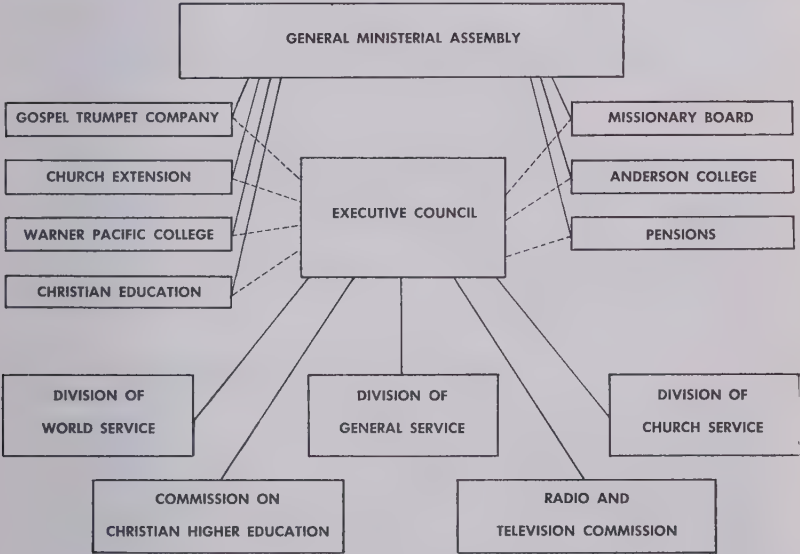 GENERAL MINISTERIAL ASSEMBLY
GOSPEL TRUMPET COMPANY
MISSIONARY BOARD
CHURCH EXTENSION
ANDERSON COLLEGE
EXECUTIVE COUNCIL
WARNER PACIFIC COLLEGE
PENSIONS
CHRISTIAN EDUCATION
DIVISION OF
WORLD SERVICE
DIVISION OF
GENERAL SERVICE
DIVISION OF
CHURCH SERVICE
COMMISSION ON
CHRISTIAN HIGHER EDUCATION
RADIO AND
TELEVISION COMMISSION